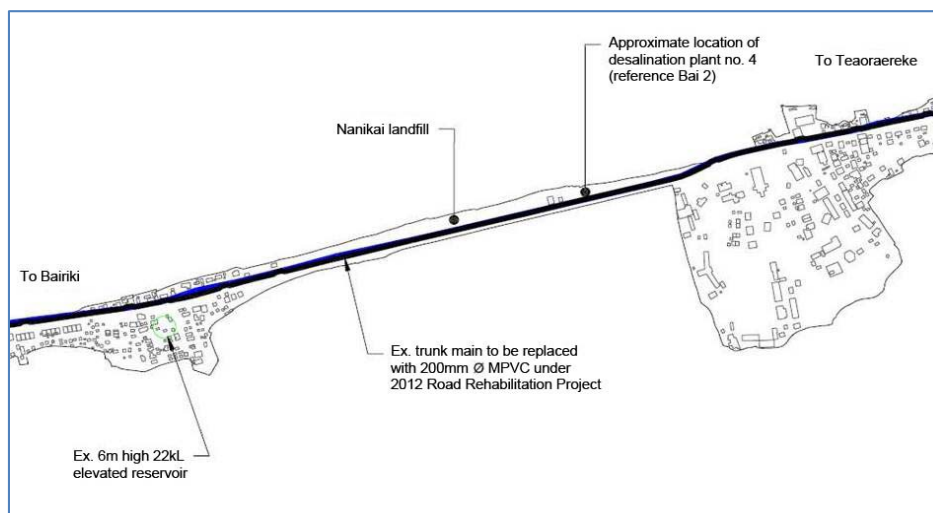 Approximate location of
desalination plant no. 4
(reference Bai 2)
To Teaoraereke
Nanikai landfill
To Bairiki
Ex. trunk main to be replaced
with 200mm Ø MPVC under
2012 Road Rehabilitation Project
Ex. 6m high 22kL
elevated reservoir